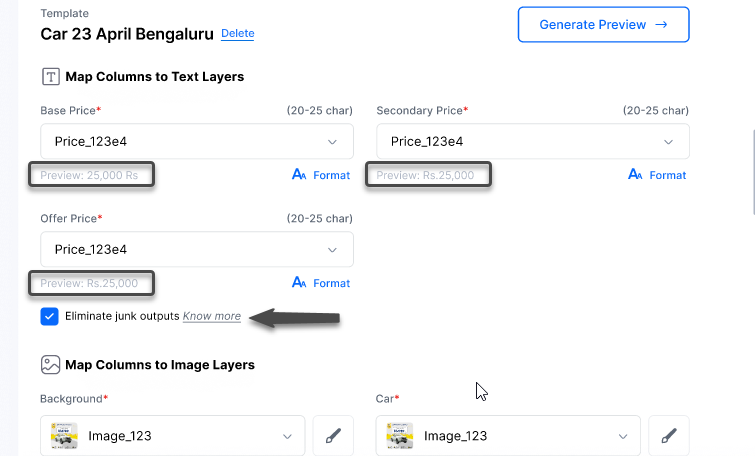 Template
Car 23 April Bengaluru Delete
Generate Preview →
Map Columns to Text Layers
Base Price* (20-25 char)
Secondary Price* (20-25 char)
Price_123e4
Price_123e4
Preview: 25,000 Rs
Format
Preview: Rs.25,000
Format
Offer Price* (20-25 char)
Price_123e4
Preview: Rs.25,000
Format
Eliminate junk outputs Know more
Map Columns to Image Layers
Background*
Car*
Image_123
Image_123